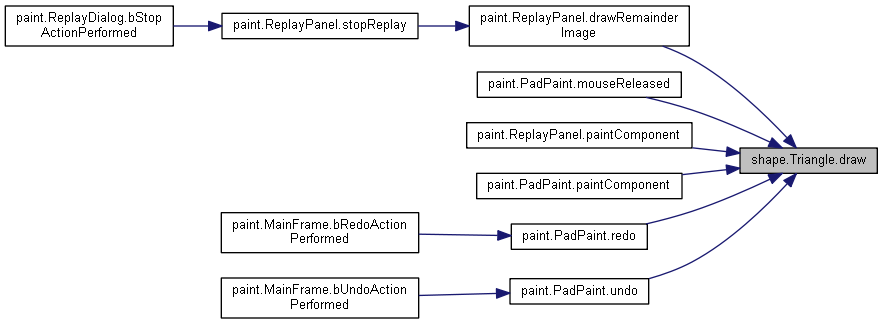 paint.ReplayDialog.bStop
ActionPerformed
paint.ReplayPanel.stopReplay
paint.ReplayPanel.drawRemainder
Image
paint.PadPaint.mouseReleased
paint.ReplayPanel.paintComponent
shape.Triangle.draw
paint.PadPaint.paintComponent
paint.MainFrame.bRedoAction
Performed
paint.PadPaint.redo
paint.MainFrame.bUndoAction
Performed
paint.PadPaint.undo